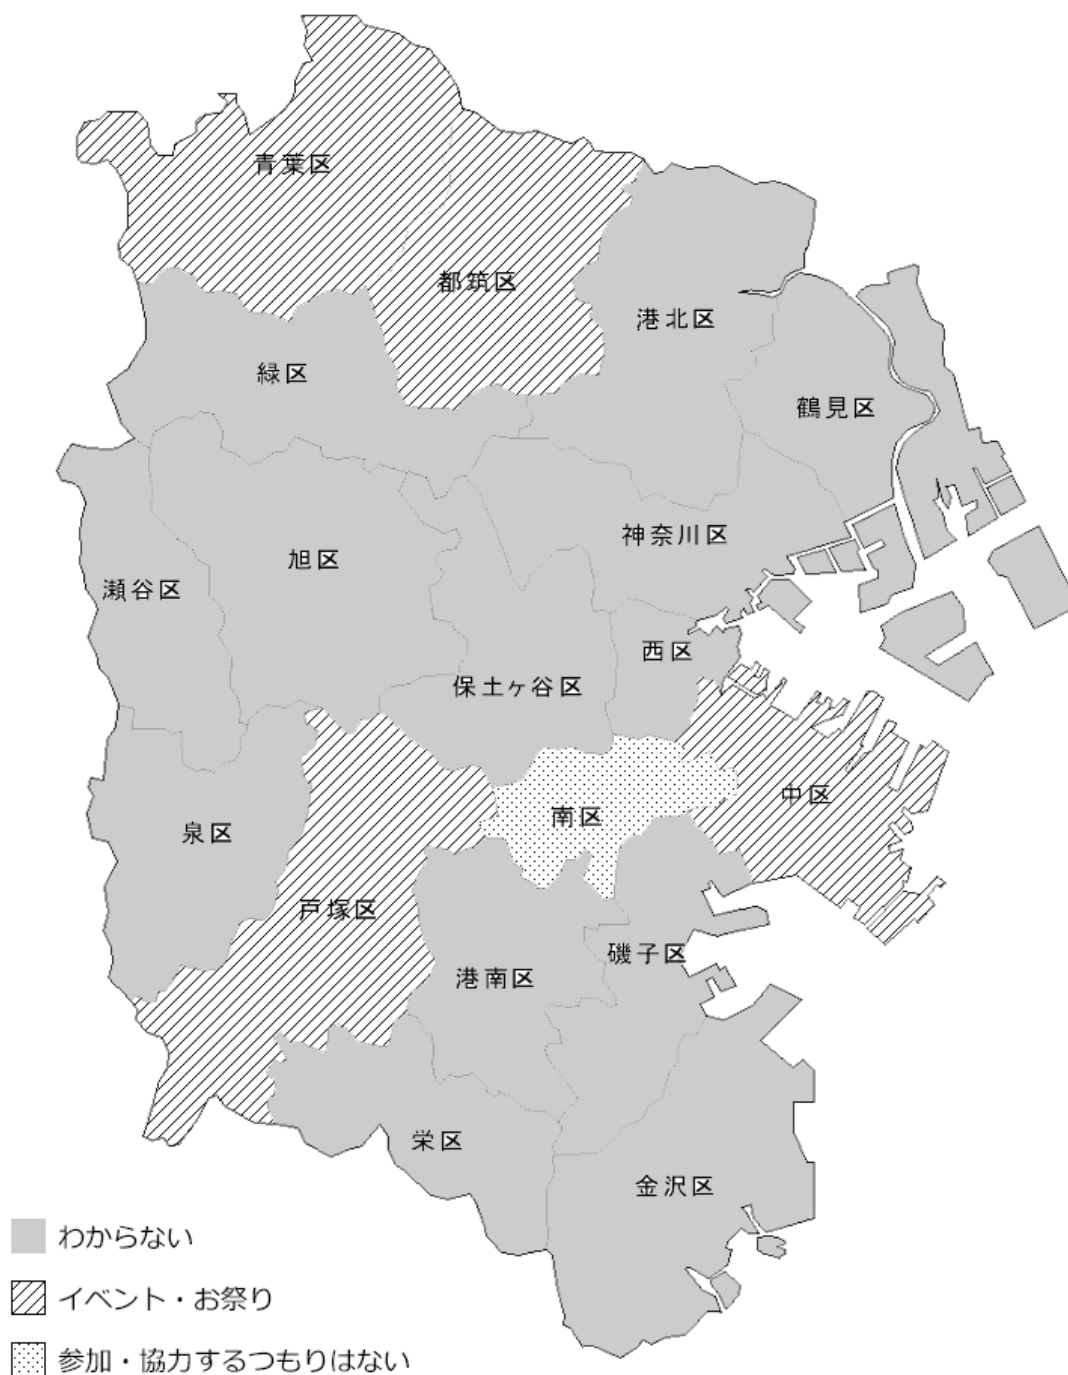 青葉区
都筑区
港北区
緑区
鶴見区
神奈川区
旭区
瀬谷区
西区
保土ヶ谷区
中区
南区
泉区
戸塚区
磯子区
港南区
栄区
金沢区
わからない
イベント・お祭り
参加・協力するつもりはない